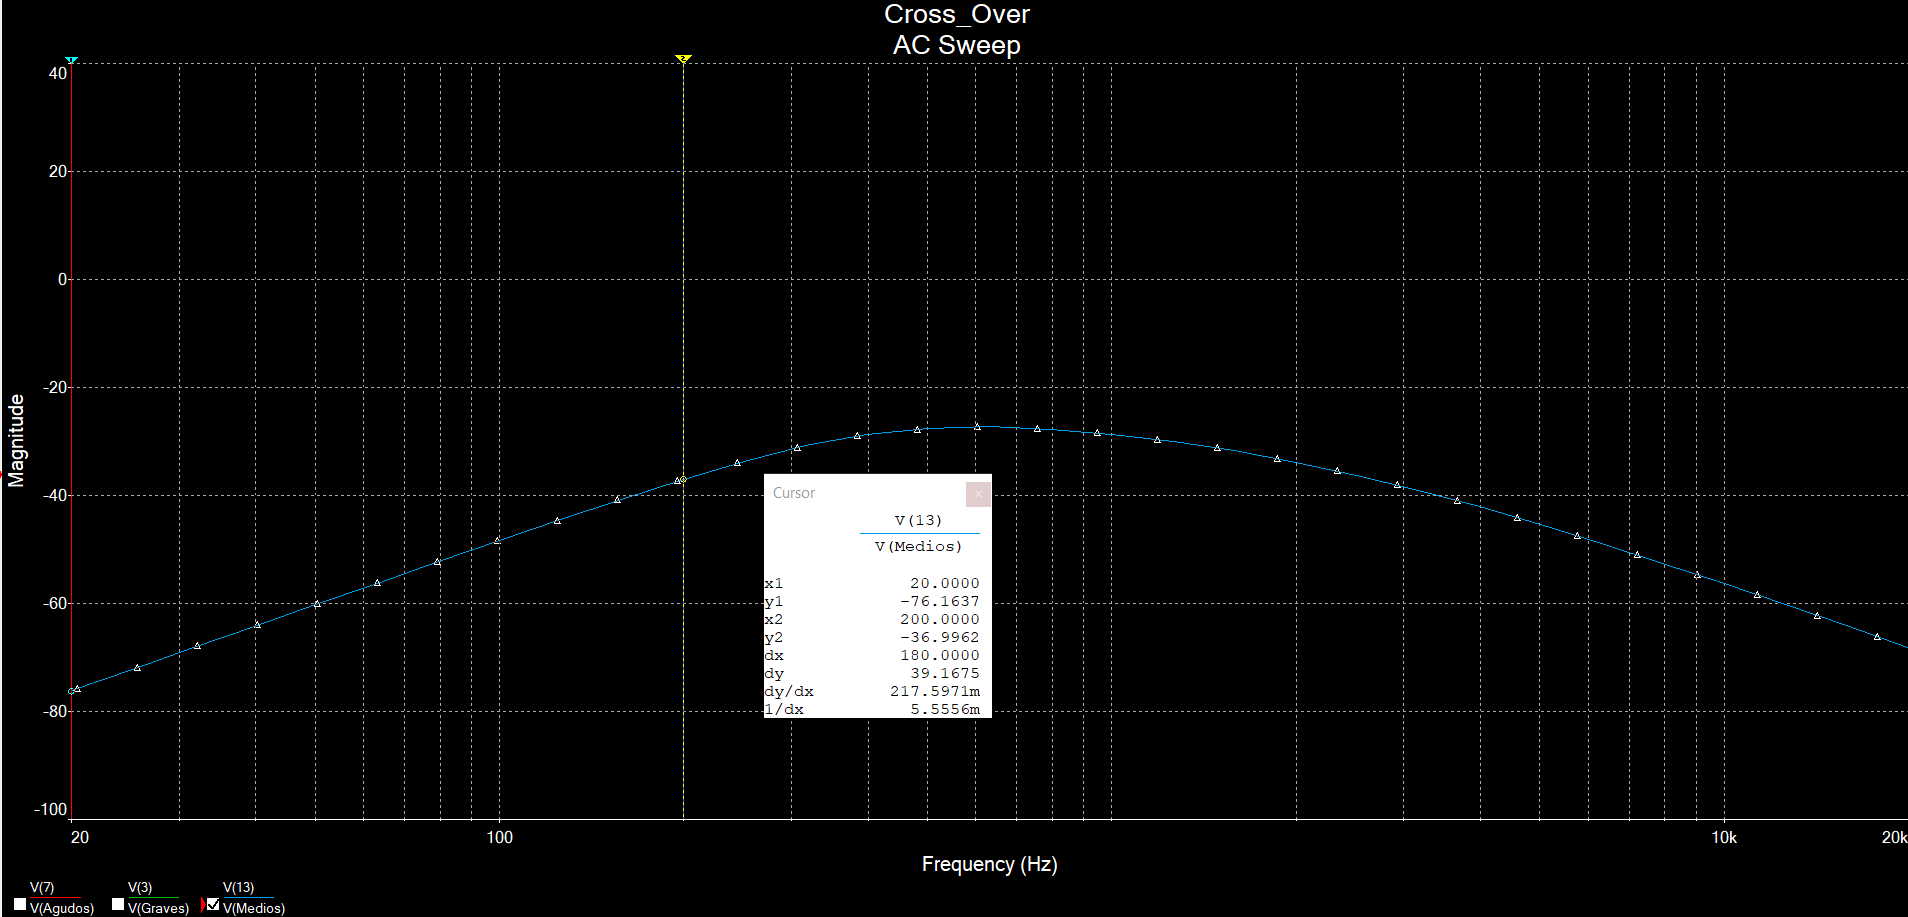 Cross_Over
AC Sweep
40
20
0
-20
-40
-60
-80
-100
Magnitude
20
100
10k
20k
Frequency (Hz)
Cursor
V(13)
V(Medios)
x1 20.0000
y1 -76.1637
x2 200.0000
y2 -36.9962
dx 180.0000
dy 39.1675
dy/dx 217.5971m
1/dx 5.5556m
V(7) V(3) V(13)
V(Agudos) V(Graves) V(Medios)